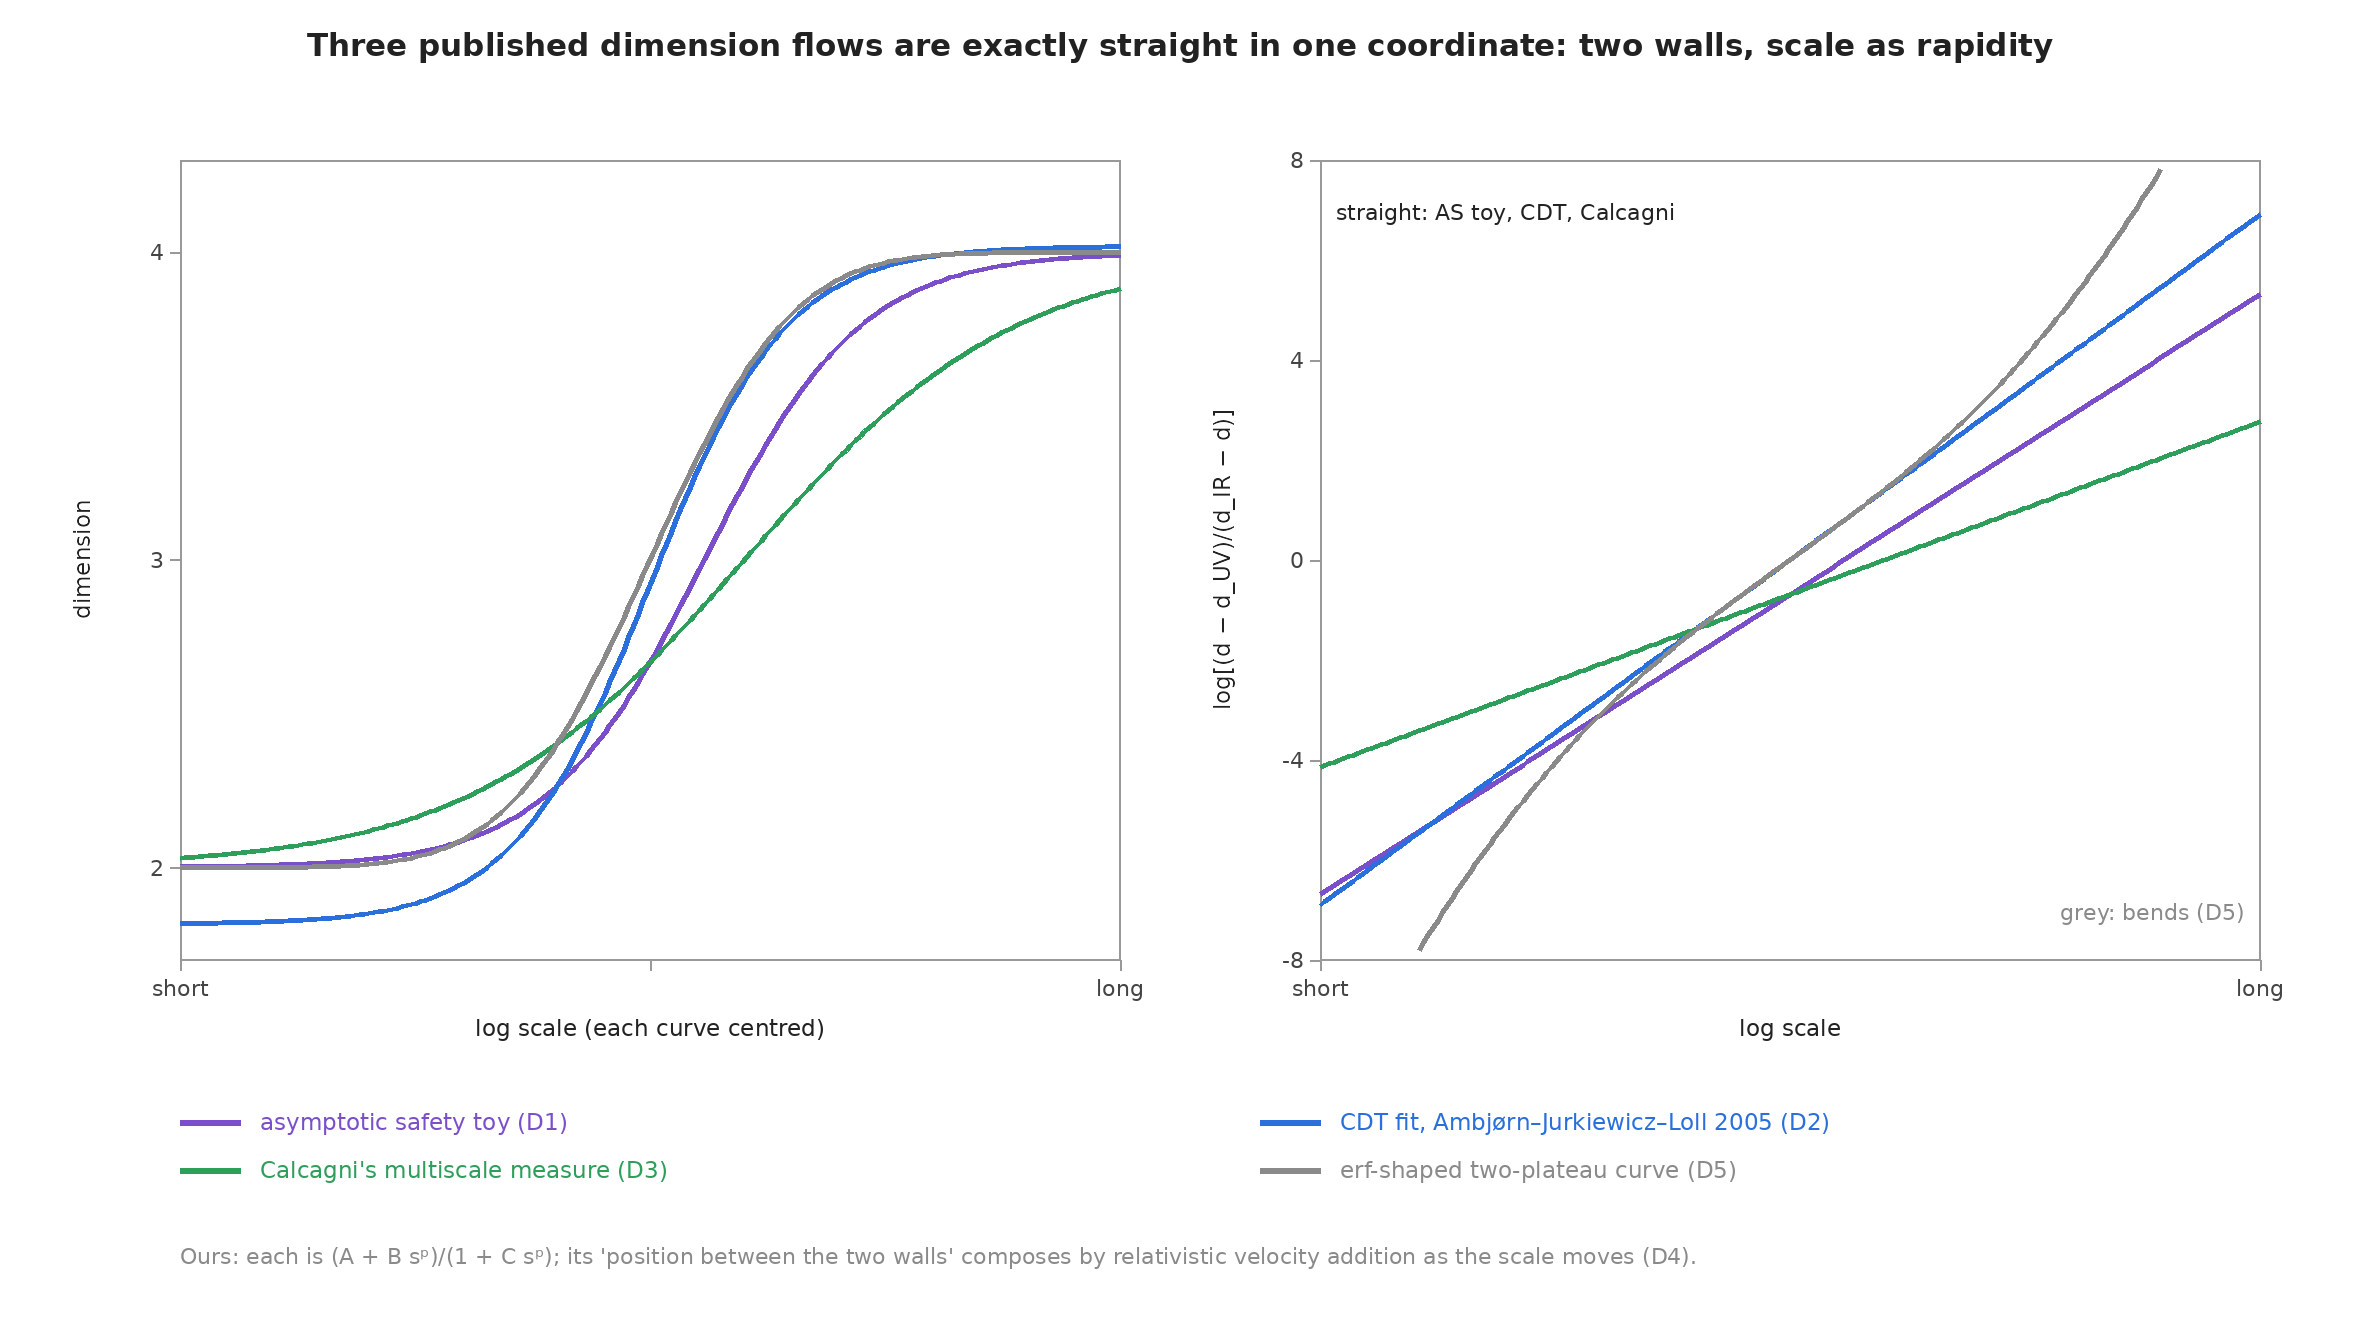 Three published dimension flows are exactly straight in one coordinate: two walls, scale as rapidity
dimension
4
3
2
short
long
log scale (each curve centred)
log[(d − d_UV)/(d_IR − d)]
8
4
0
-4
-8
straight: AS toy, CDT, Calcagni
grey: bends (D5)
short
long
log scale
asymptotic safety toy (D1)
CDT fit, Ambjørn–Jurkiewicz–Loll 2005 (D2)
Calcagni's multiscale measure (D3)
erf-shaped two-plateau curve (D5)
Ours: each is (A + B sᵖ)/(1 + C sᵖ); its 'position between the two walls' composes by relativistic velocity addition as the scale moves (D4).